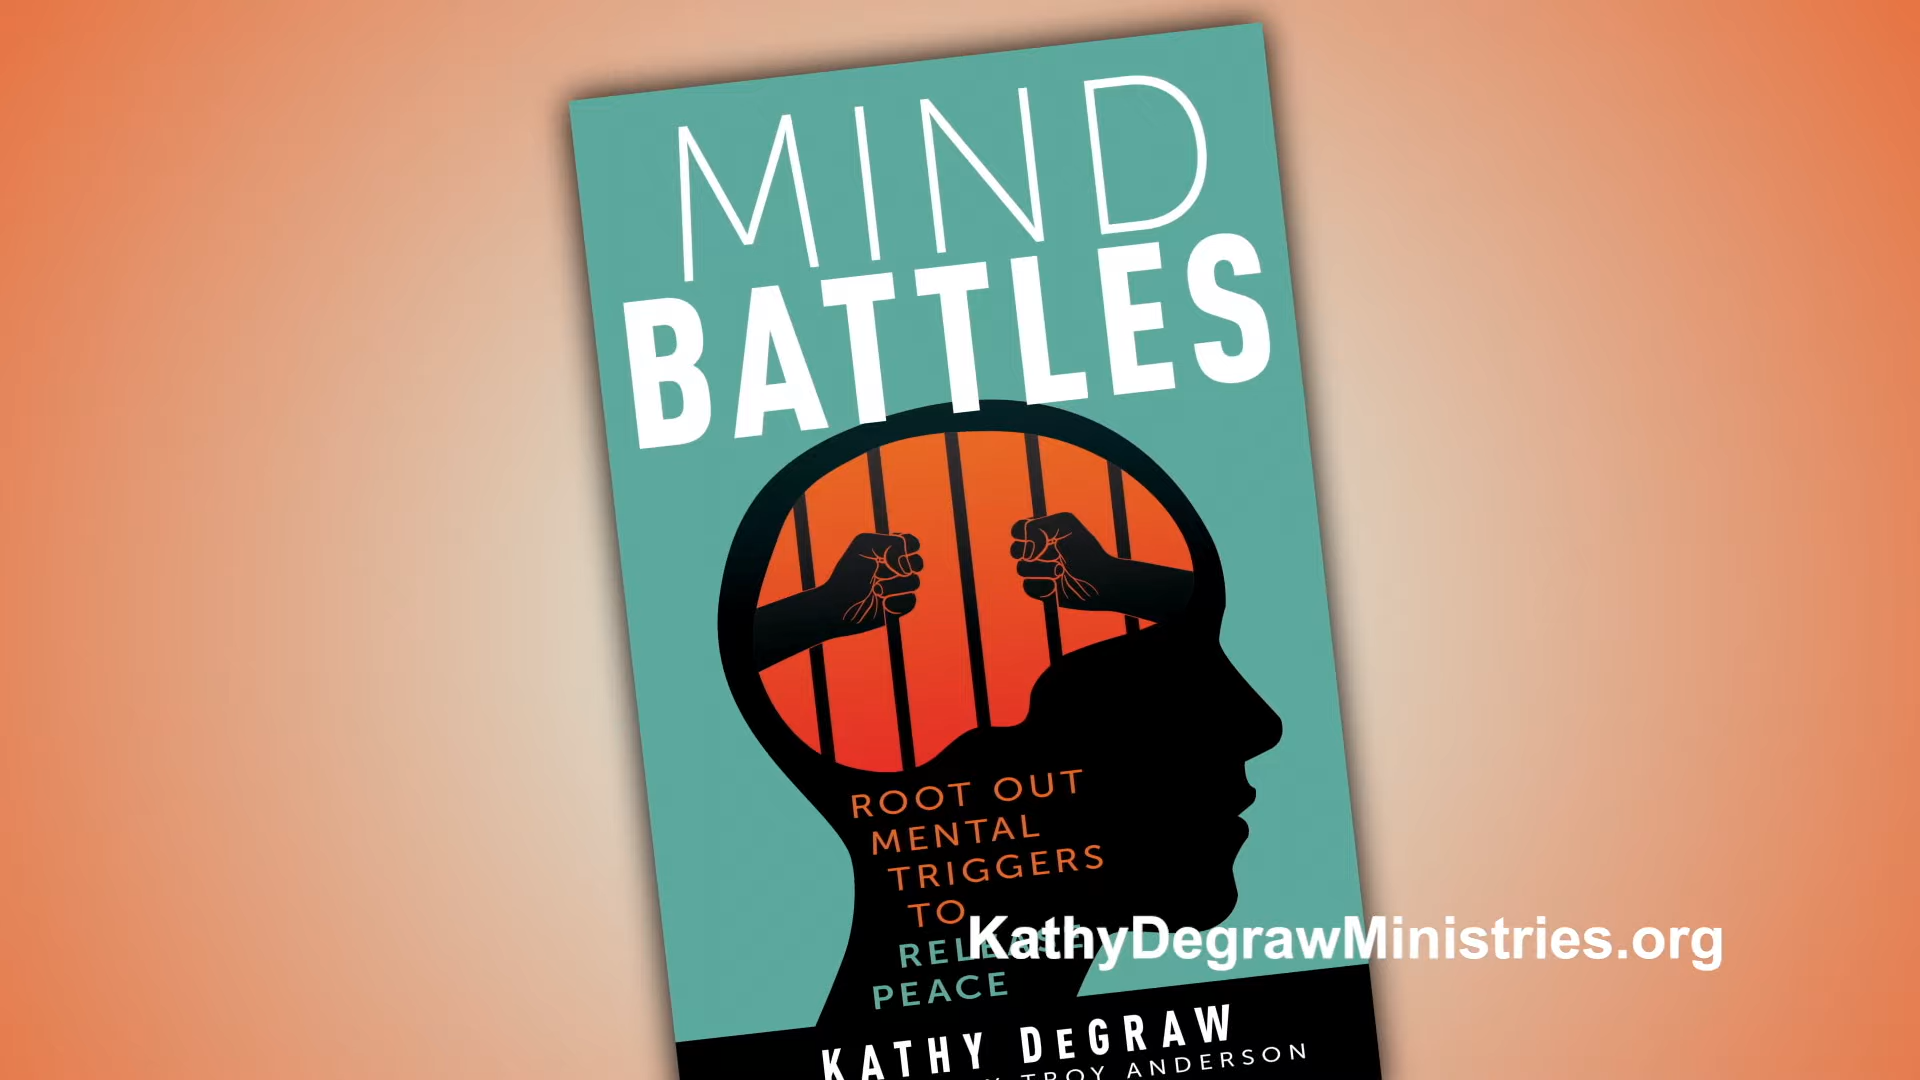 MIND
BATTLES
ROOT OUT
MENTAL
TRIGGERS
TO
RELEASE
PEACE
KathyDegrawMinistries.org
KATHY DeGRAW
TROY ANDERSON